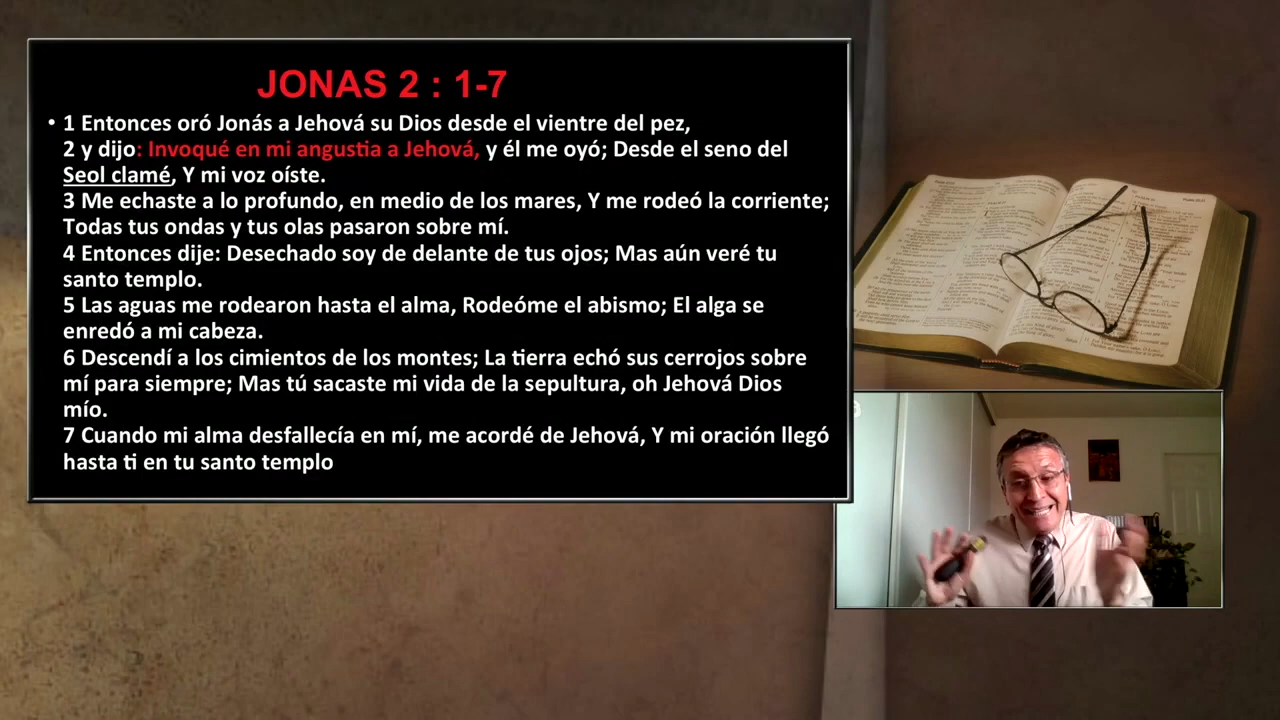 JONAS 2 : 1-7
• 1 Entonces oró Jonás a Jehová su Dios desde el vientre del pez,
2 y dijo: Invoqué en mi angustia a Jehová, y él me oyó; Desde el seno del
Seol clamé, Y mi voz oíste.
3 Me echaste a lo profundo, en medio de los mares, Y me rodeó la corriente;
Todas tus ondas y tus olas pasaron sobre mí.
4 Entonces dije: Desechado soy de delante de tus ojos; Mas aún veré tu
santo templo.
5 Las aguas me rodearon hasta el alma, Rodeóme el abismo; El alga se
enredó a mi cabeza.
6 Descendí a los cimientos de los montes; La tierra echó sus cerrojos sobre
mí para siempre; Mas tú sacaste mi vida de la sepultura, oh Jehová Dios
mío.
7 Cuando mi alma desfallecía en mí, me acordé de Jehová, Y mi oración llegó
hasta ti en tu santo templo